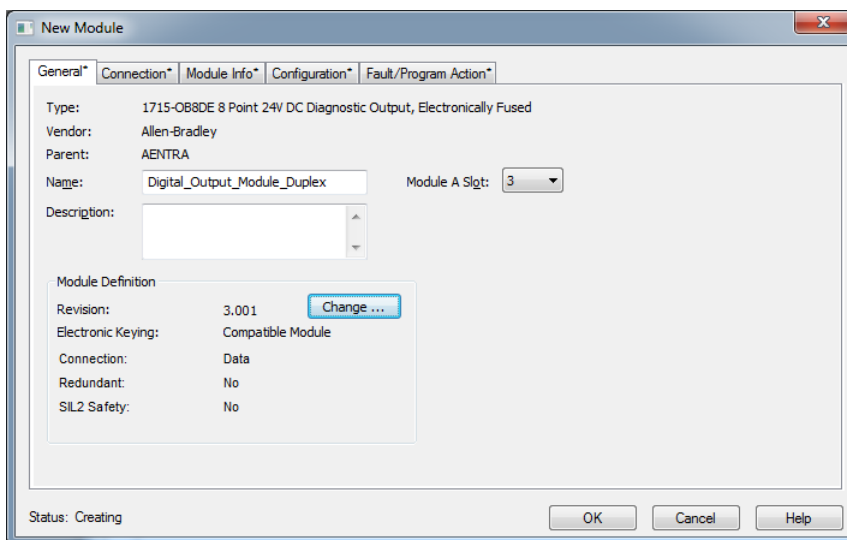 New Module
General* Connection* Module Info* Configuration* Fault/Program Action*
Type: 1715-OB8DE 8 Point 24V DC Diagnostic Output, Electronically Fused
Vendor: Allen-Bradley
Parent: AENTRA
Name: Digital_Output_Module_Duplex Module A Slot: 3
Description:
Module Definition
Revision: 3.001 Change ...
Electronic Keying: Compatible Module
Connection: Data
Redundant: No
SIL2 Safety: No
Status: Creating OK Cancel Help